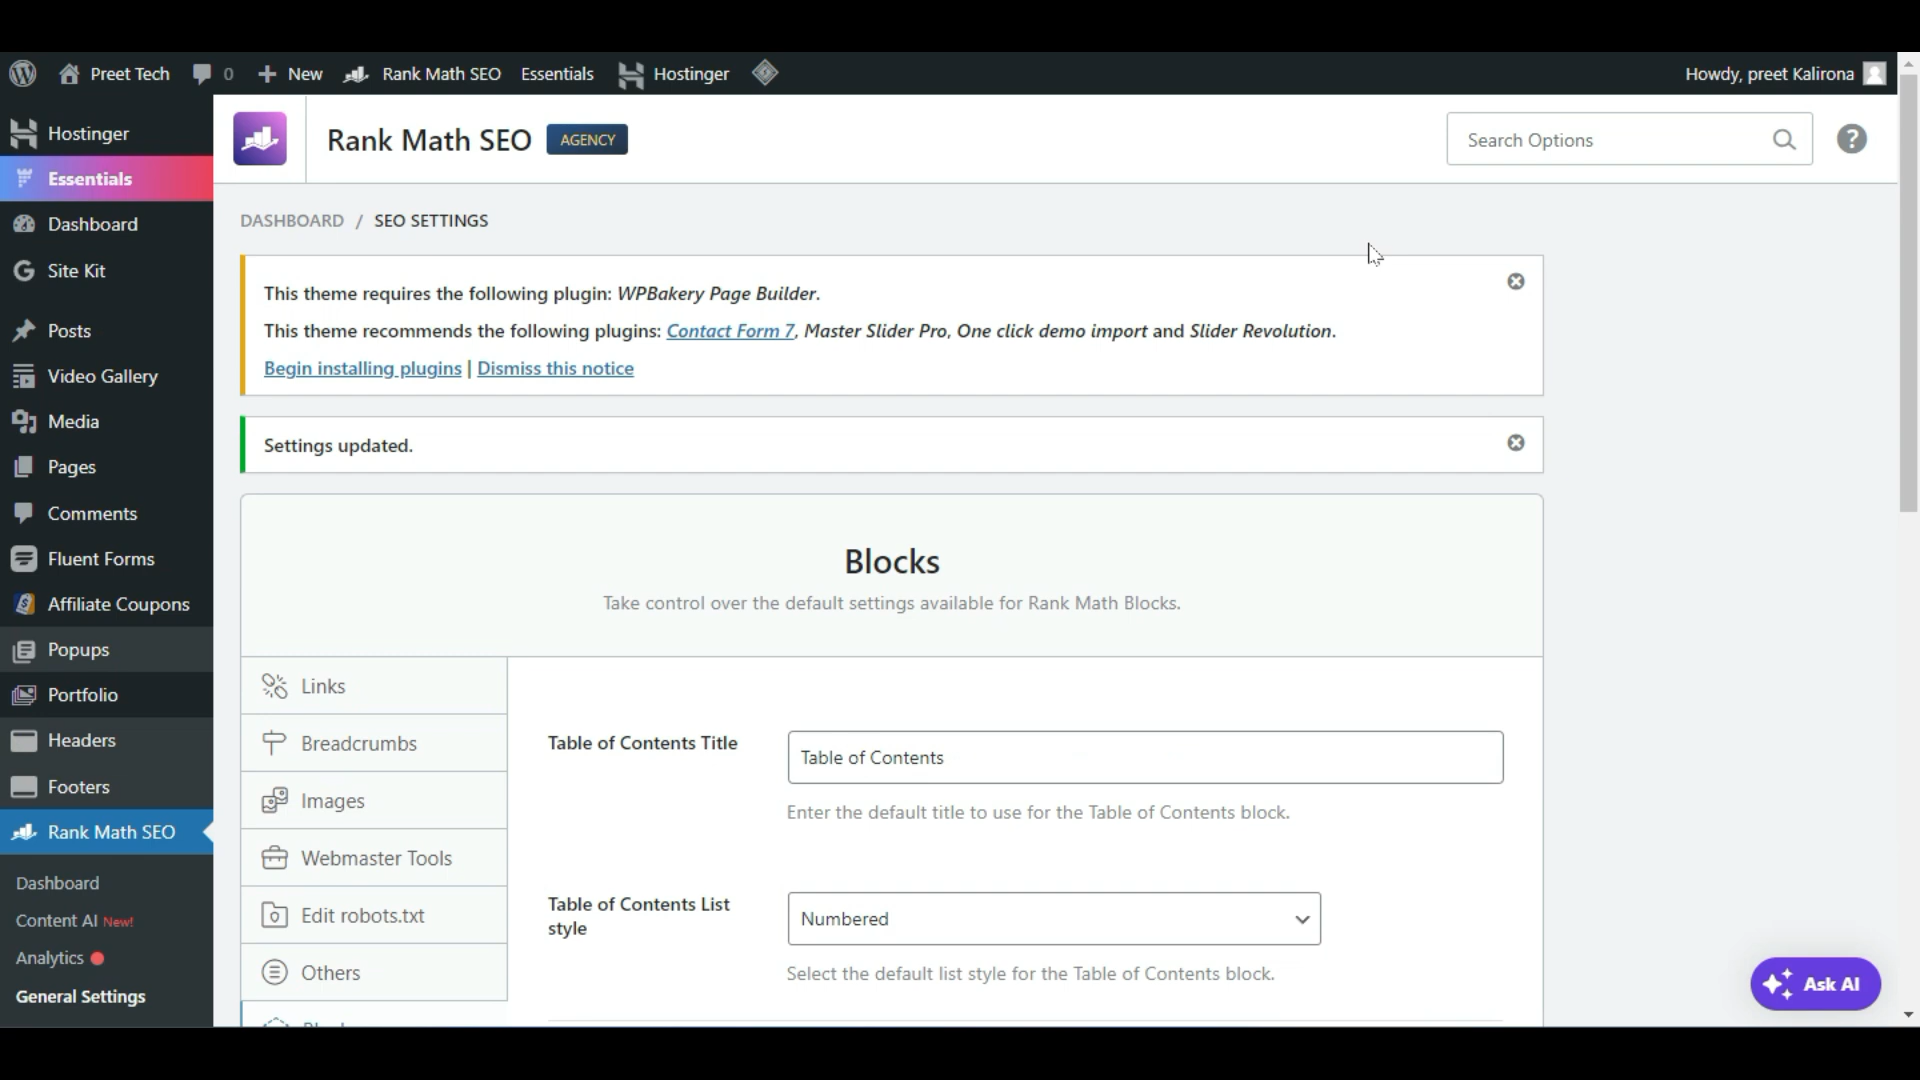 Preet Tech 0 New Rank Math SEO Essentials Hostinger Howdy, preet Kalirona
Hostinger
Essentials
Dashboard
Site Kit
Posts
Video Gallery
Media
Pages
Comments
Fluent Forms
Affiliate Coupons
Popups
Portfolio
Headers
Footers
Rank Math SEO
Dashboard
Content AI New!
Analytics
General Settings
Rank Math SEO AGENCY
Search Options
DASHBOARD / SEO SETTINGS
This theme requires the following plugin: WPBakery Page Builder.
This theme recommends the following plugins: Contact Form 7, Master Slider Pro, One click demo import and Slider Revolution.
Begin installing plugins | Dismiss this notice
Settings updated.
Blocks
Take control over the default settings available for Rank Math Blocks.
Links
Breadcrumbs
Images
Webmaster Tools
Edit robots.txt
Others
Table of Contents Title
Table of Contents
Enter the default title to use for the Table of Contents block.
Table of Contents List
style
Numbered
Select the default list style for the Table of Contents block.
Ask AI